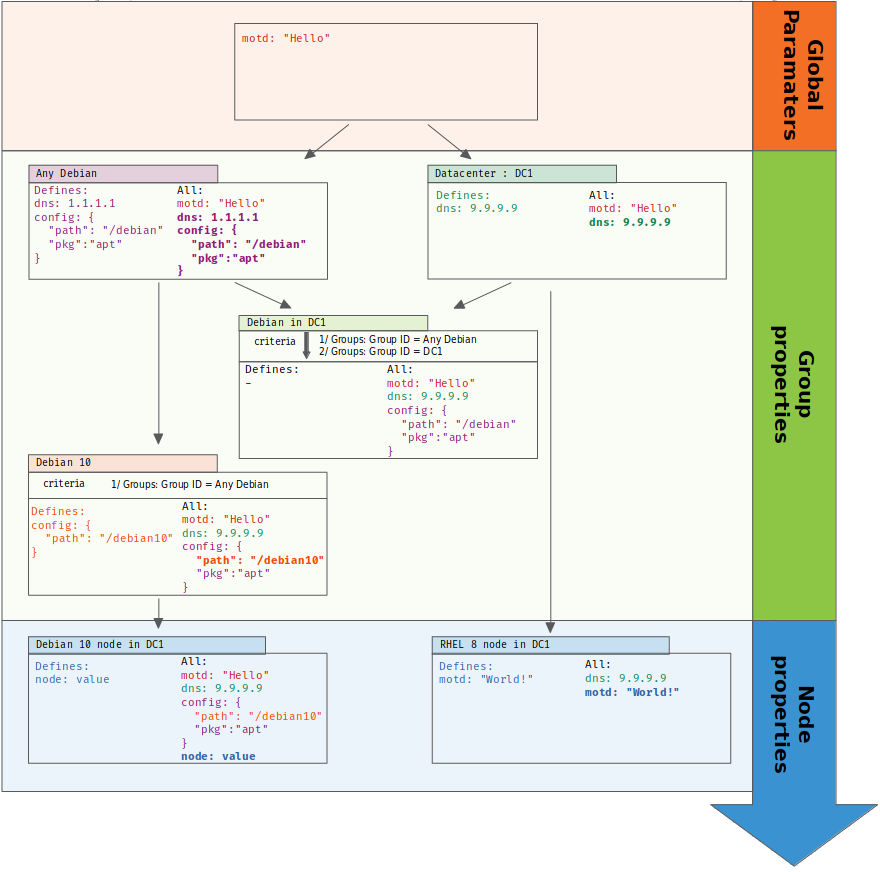 motd: "Hello"
Global
Paramaters
Any Debian
Defines:
dns: 1.1.1.1
config: {
"path": "/debian"
"pkg":"apt"
}
All:
motd: "Hello"
dns: 1.1.1.1
config: {
"path": "/debian"
"pkg":"apt"
}
Datacenter : DC1
Defines:
dns: 9.9.9.9
All:
motd: "Hello"
dns: 9.9.9.9
Debian in DC1
criteria
1/ Groups: Group ID = Any Debian
2/ Groups: Group ID = DC1
Defines:
-
All:
motd: "Hello"
dns: 9.9.9.9
config: {
"path": "/debian"
"pkg":"apt"
}
Group
properties
Debian 10
criteria
1/ Groups: Group ID = Any Debian
Defines:
config: {
"path": "/debian10"
}
All:
motd: "Hello"
dns: 9.9.9.9
config: {
"path": "/debian10"
"pkg":"apt"
}
Debian 10 node in DC1
Defines:
node: value
All:
motd: "Hello"
dns: 9.9.9.9
config: {
"path": "/debian10"
"pkg":"apt"
}
node: value
RHEL 8 node in DC1
Defines:
motd: "World!"
All:
dns: 9.9.9.9
motd: "World!"
Node
properties